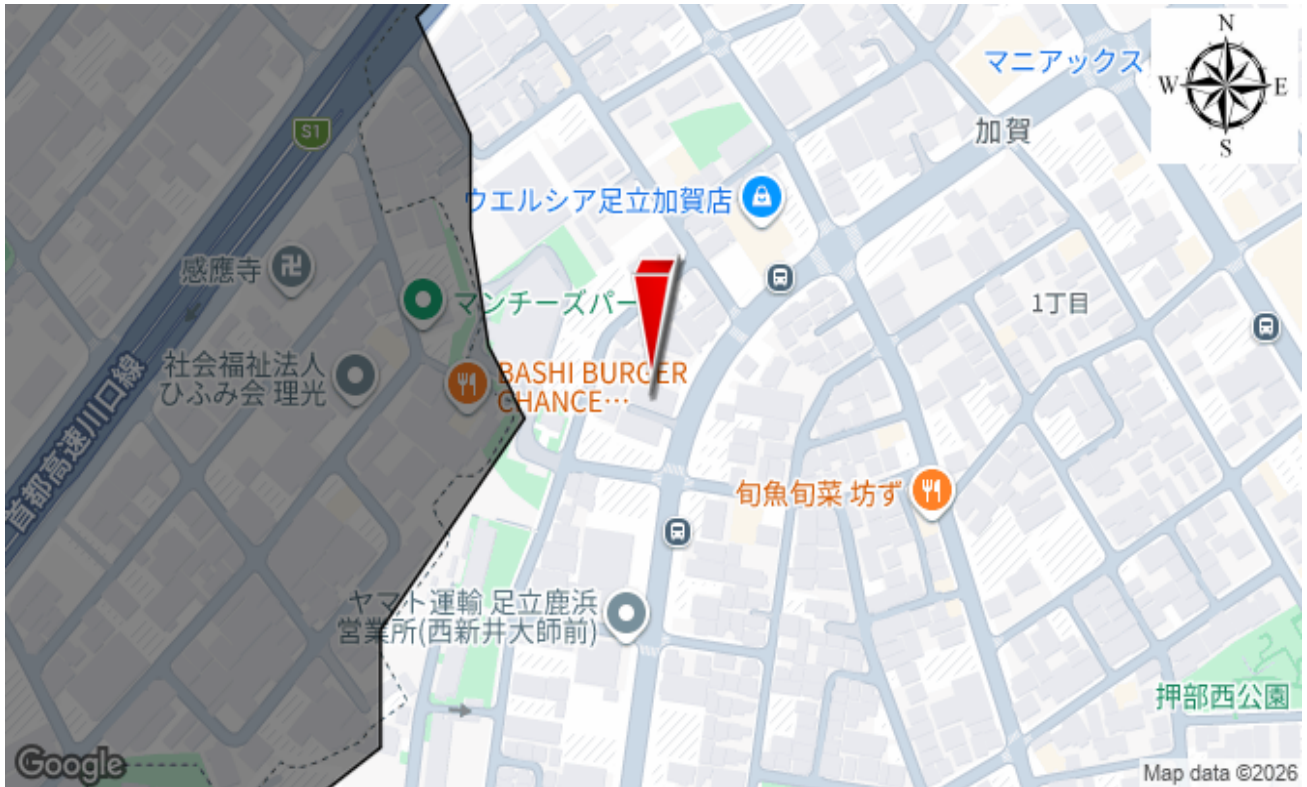 N
マニアックス
W
E
S1
加賀
S
ウエルシア足立加賀店
感應寺
マンチーズパー
1丁目
社会福祉法人
ひふみ会 理光
BASHI BURGER
CHANCE…
首都高速川口線
旬魚旬菜 坊ず
ヤマト運輸 足立鹿浜
営業所(西新井大師前)
押部西公園
Google
Map data ©2026